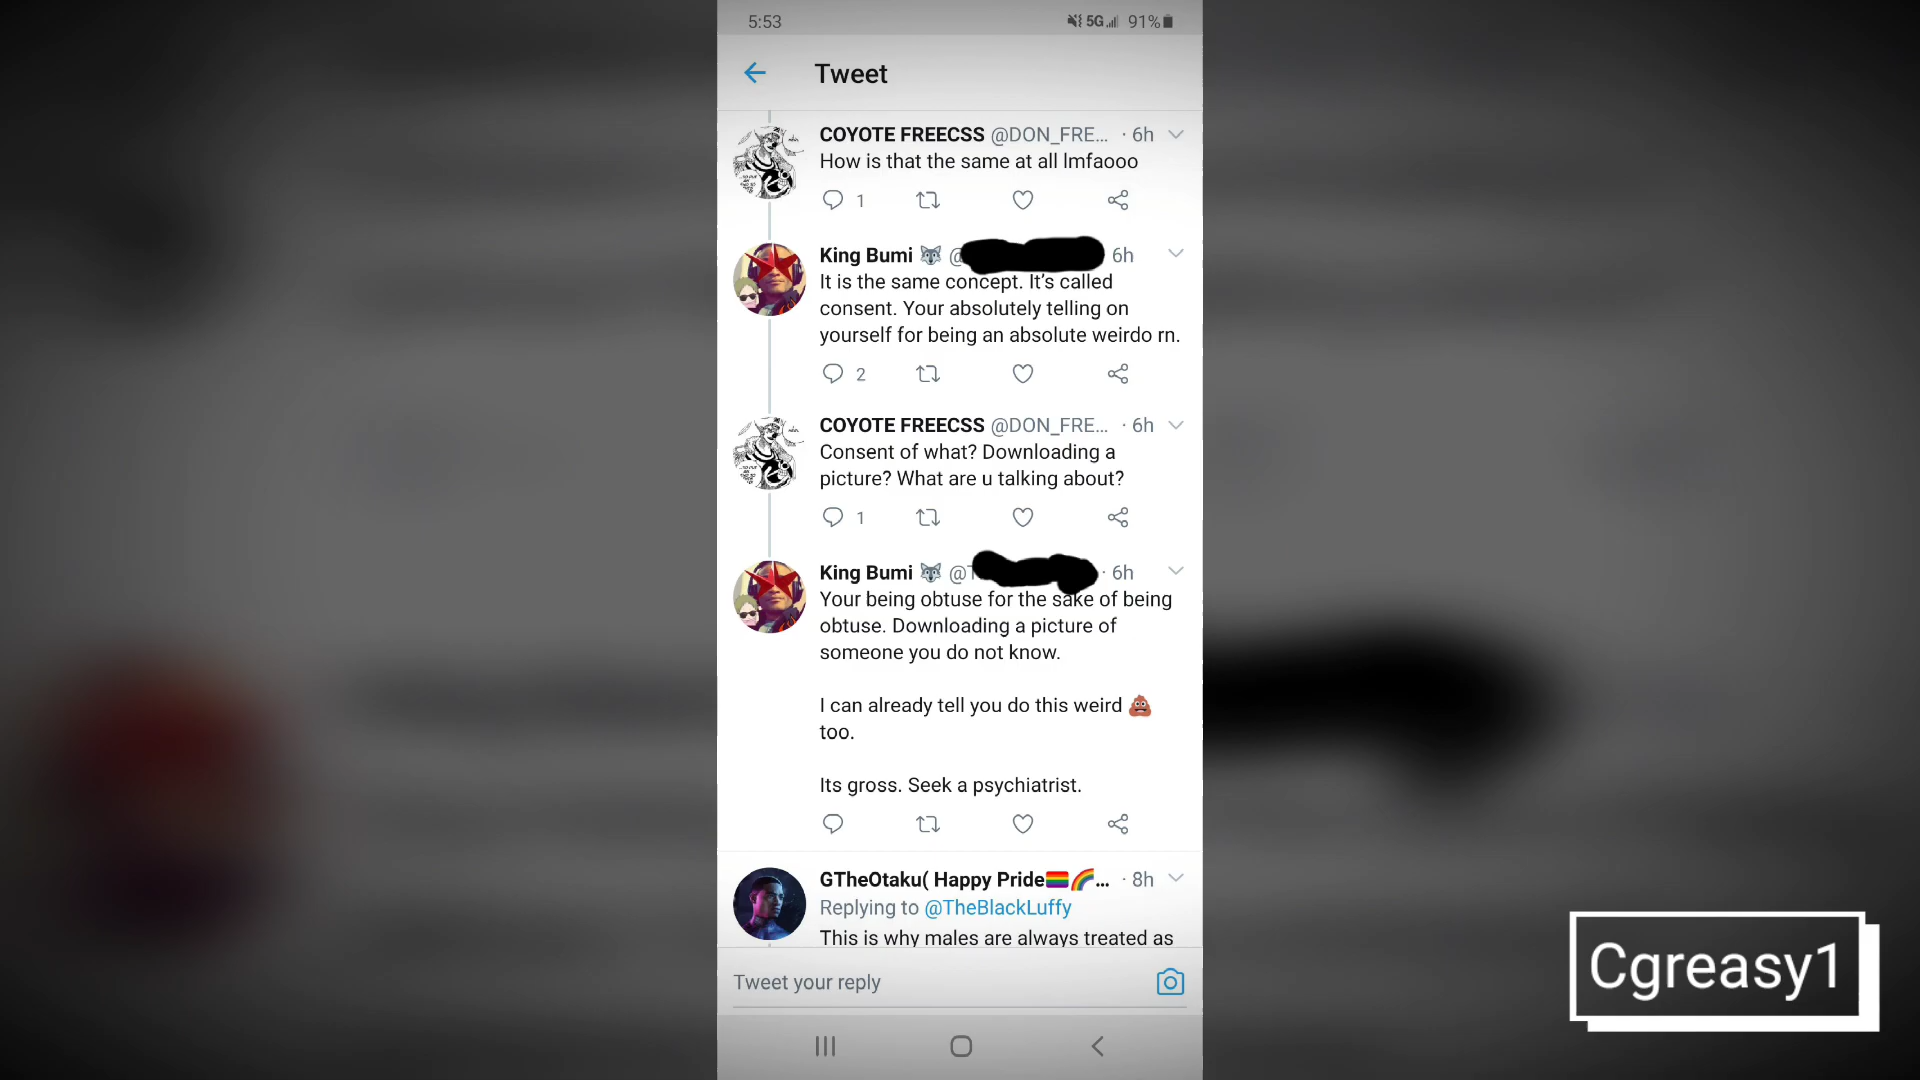 5:53
5G 91%
Tweet
COYOTE FREECSS @DON_FRE... · 6h
How is that the same at all lmfaooo
1
King Bumi @ 6h
It is the same concept. It’s called
consent. Your absolutely telling on
yourself for being an absolute weirdo rn.
2
COYOTE FREECSS @DON_FRE... · 6h
Consent of what? Downloading a
picture? What are u talking about?
1
King Bumi @T · 6h
Your being obtuse for the sake of being
obtuse. Downloading a picture of
someone you do not know.
I can already tell you do this weird 💩
too.
Its gross. Seek a psychiatrist.
GTheOtaku( Happy Pride🏳️‍🌈🌈... · 8h
Replying to @TheBlackLuffy
This is why males are always treated as
Tweet your reply
Cgreasy1